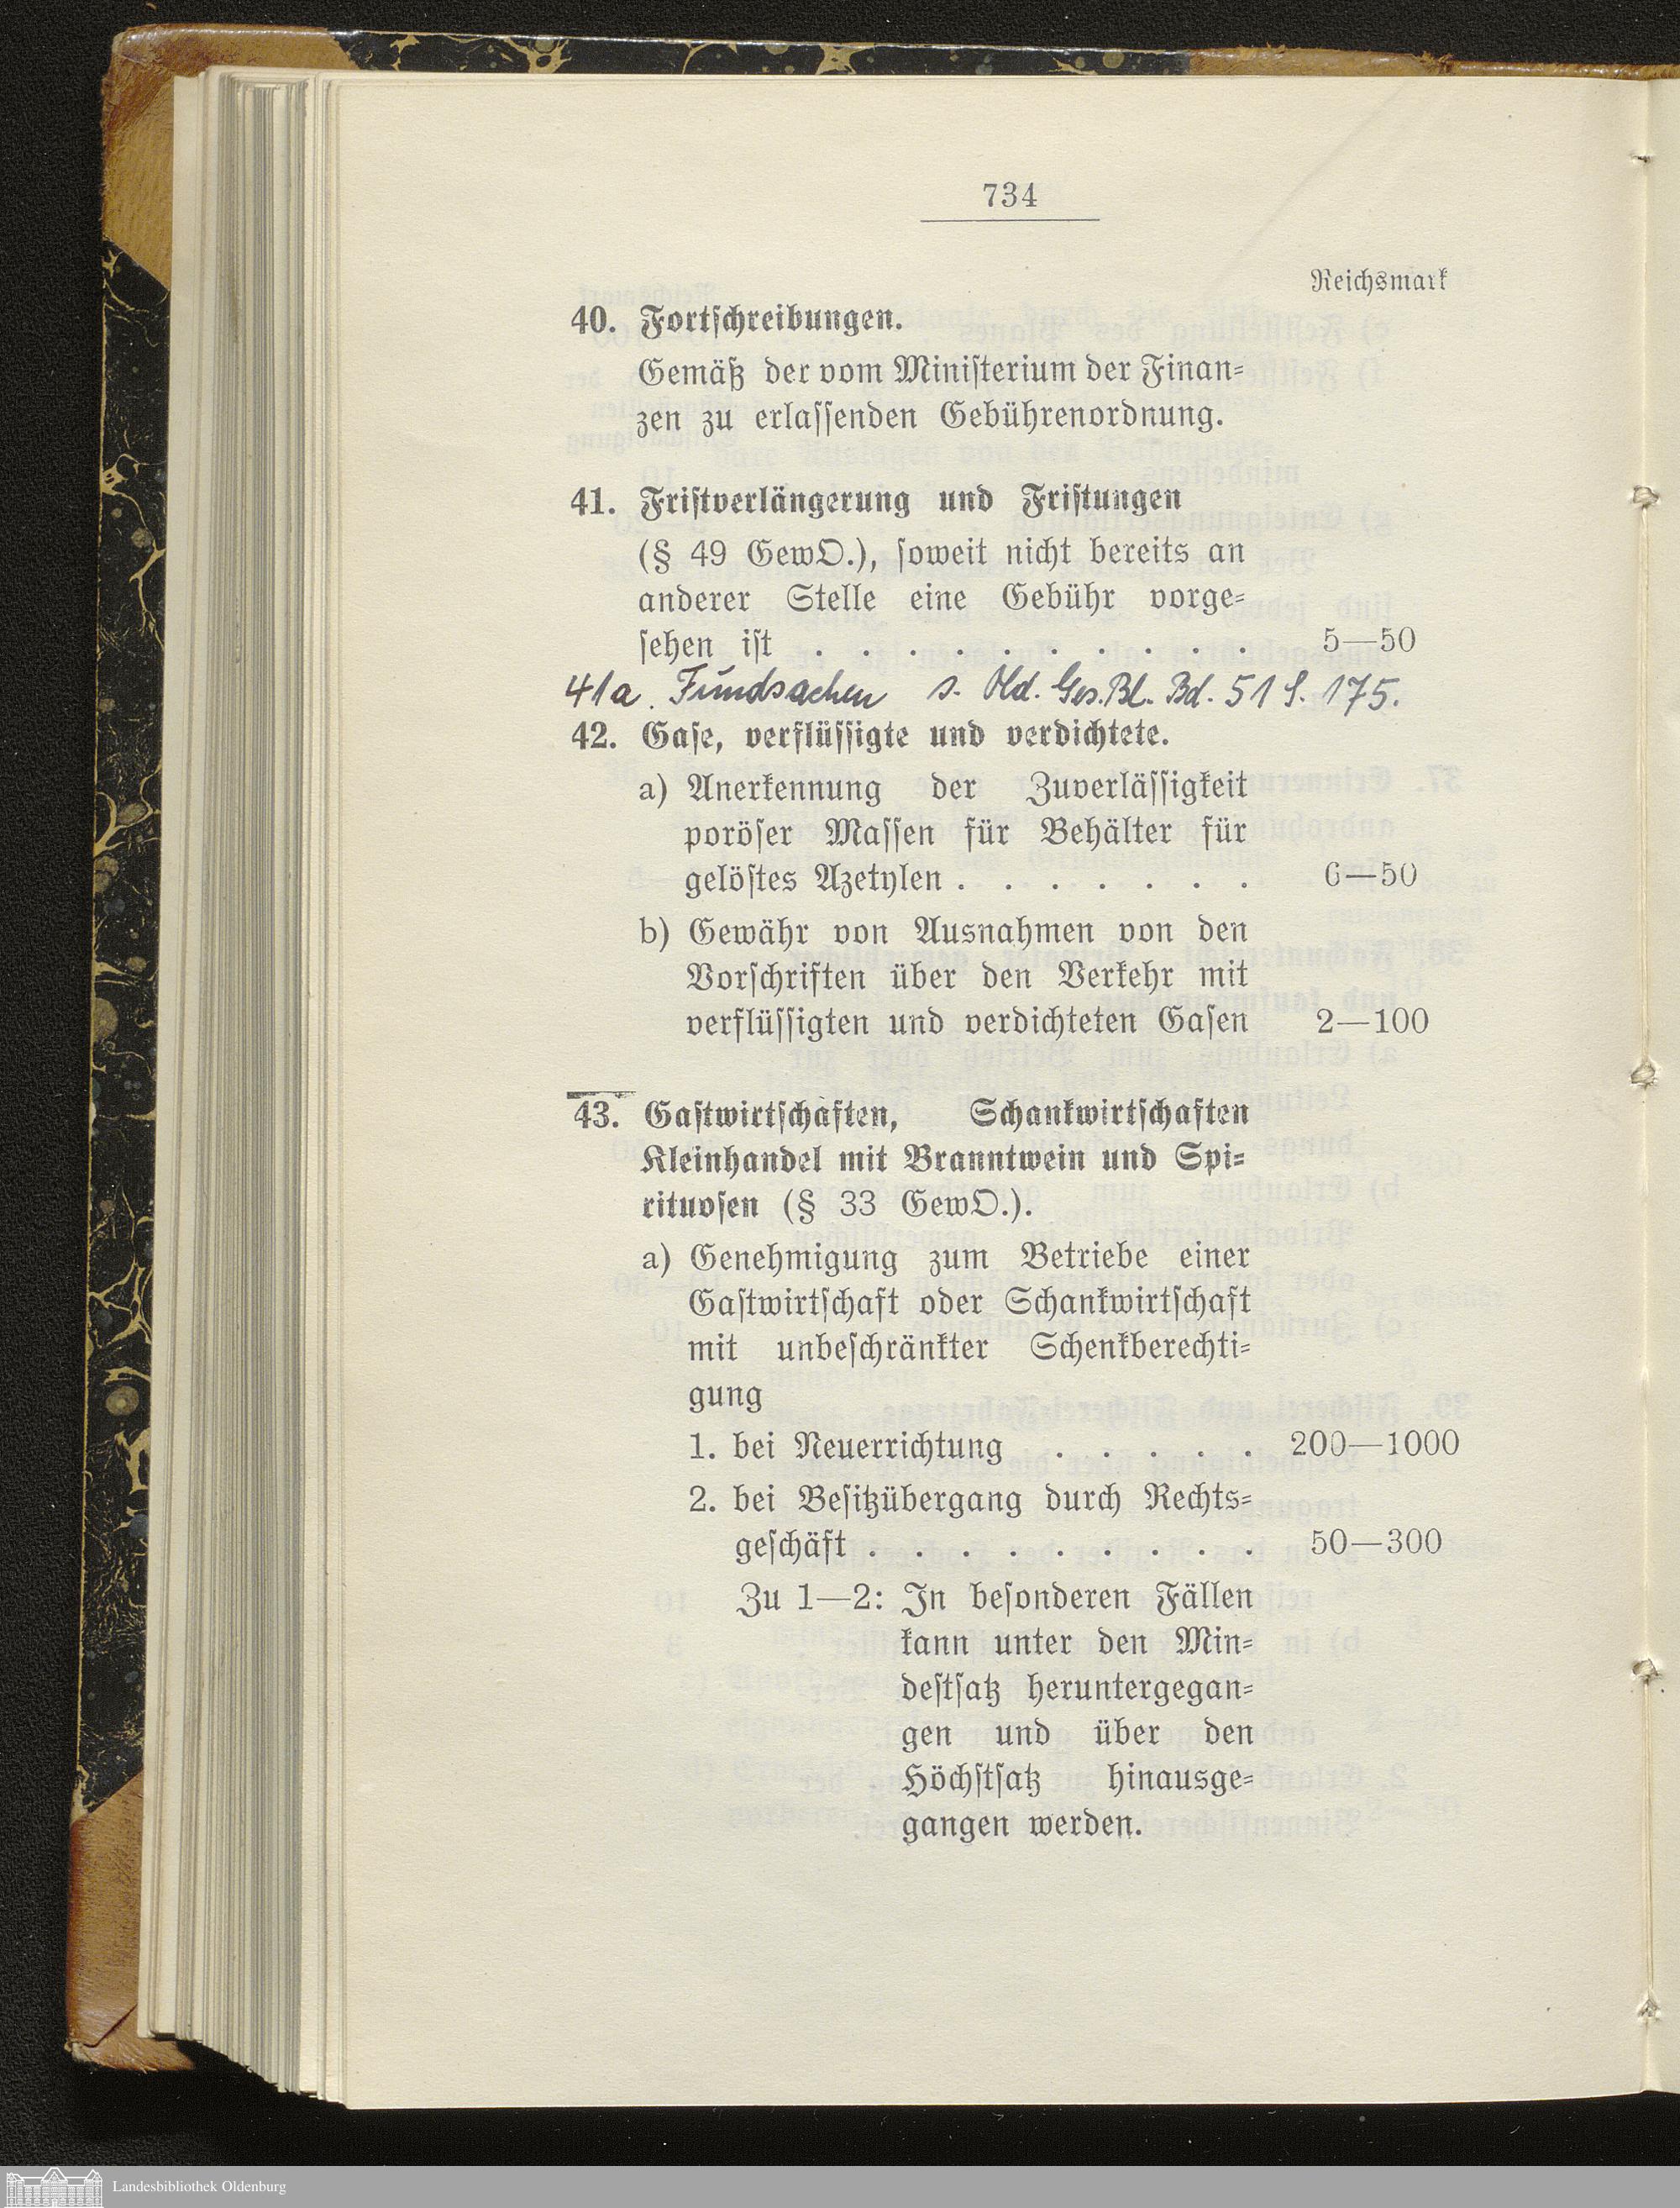 734
Reichsmark
40. Fortschreibungen.
Gemäß der vom Ministerium der Finan-
zen zu erlassenden Gebührenordnung.
41. Fristverlängerung und Fristungen
(§ 49 GewO.), soweit nicht bereits an
anderer Stelle eine Gebühr vorge-
sehen ist . . . . . . . . . . 5—50
41a. Fundsachen s. Old. Ges.Bl. Bd. 51 S. 175.
42. Gase, verflüssigte und verdichtete.
a) Anerkennung der Zuverlässigkeit
poröser Massen für Behälter für
gelöstes Azetylen . . . . . . . 6—50
b) Gewähr von Ausnahmen von den
Vorschriften über den Verkehr mit
verflüssigten und verdichteten Gasen 2—100
43. Gastwirtschaften, Schankwirtschaften
Kleinhandel mit Branntwein und Spi-
rituosen (§ 33 GewO.).
a) Genehmigung zum Betriebe einer
Gastwirtschaft oder Schankwirtschaft
mit unbeschränkter Schenkberechti-
gung
1. bei Neuerrichtung . . . . . 200—1000
2. bei Besitzübergang durch Rechts-
geschäft . . . . . . . . . 50—300
Zu 1—2: In besonderen Fällen
kann unter den Min-
destsatz heruntergegan-
gen und über den
Höchstsatz hinausge-
gangen werden.
Landesbibliothek Oldenburg